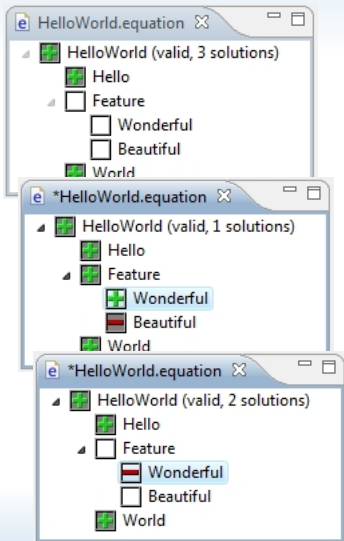 HelloWorld.equation
HelloWorld (valid, 3 solutions)
Hello
Feature
Wonderful
Beautiful
World
*HelloWorld.equation
HelloWorld (valid, 1 solutions)
Hello
Feature
Wonderful
Beautiful
World
*HelloWorld.equation
HelloWorld (valid, 2 solutions)
Hello
Feature
Wonderful
Beautiful
World